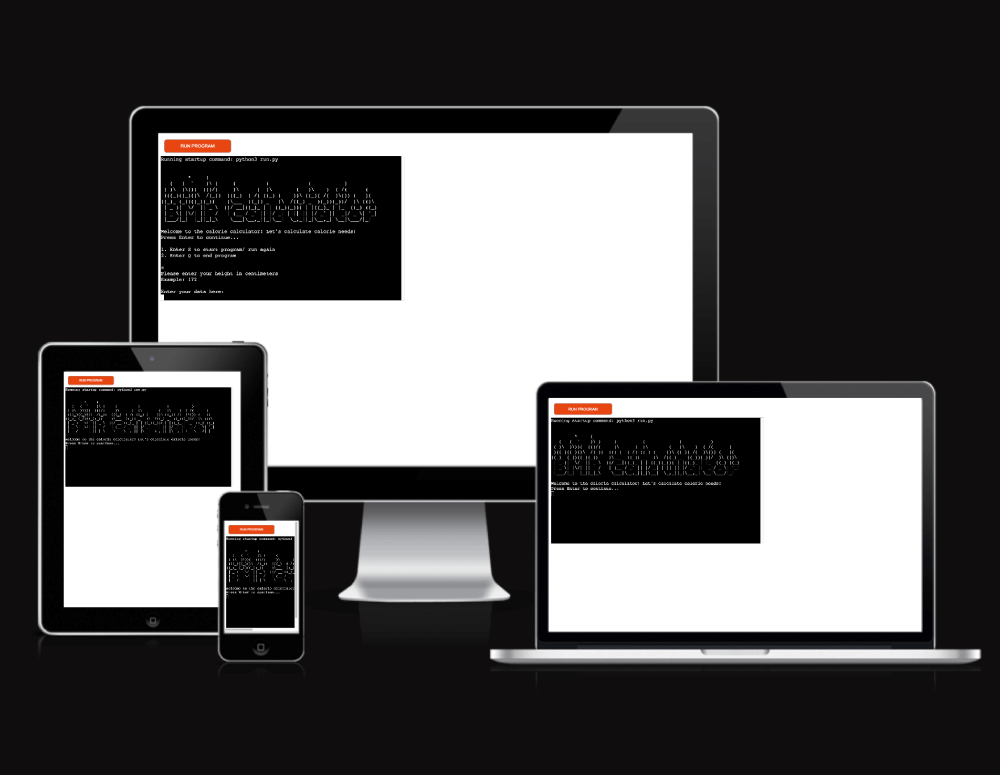 RUN PROGRAM
Running startup command: python3 run.py
Welcome to the calorie calculator! Let's calculate calorie needs!
Press Enter to continue...
1. Enter S to start program/ run again
2. Enter Q to end program
Please enter your height in centimeters
Example: 172
Enter your data here:
RUN PROGRAM
Running startup command: python3 run.py
Welcome to the calorie calculator! Let's calculate calorie needs!
Press Enter to continue...
RUN PROGRAM
Running startup command: python3 run.py
Welcome to the calorie calculator! Let's calculate calorie needs!
Press Enter to continue...
RUN PROGRAM
Running startup command: python3
Welcome to the calorie calculator
Press Enter to continue...